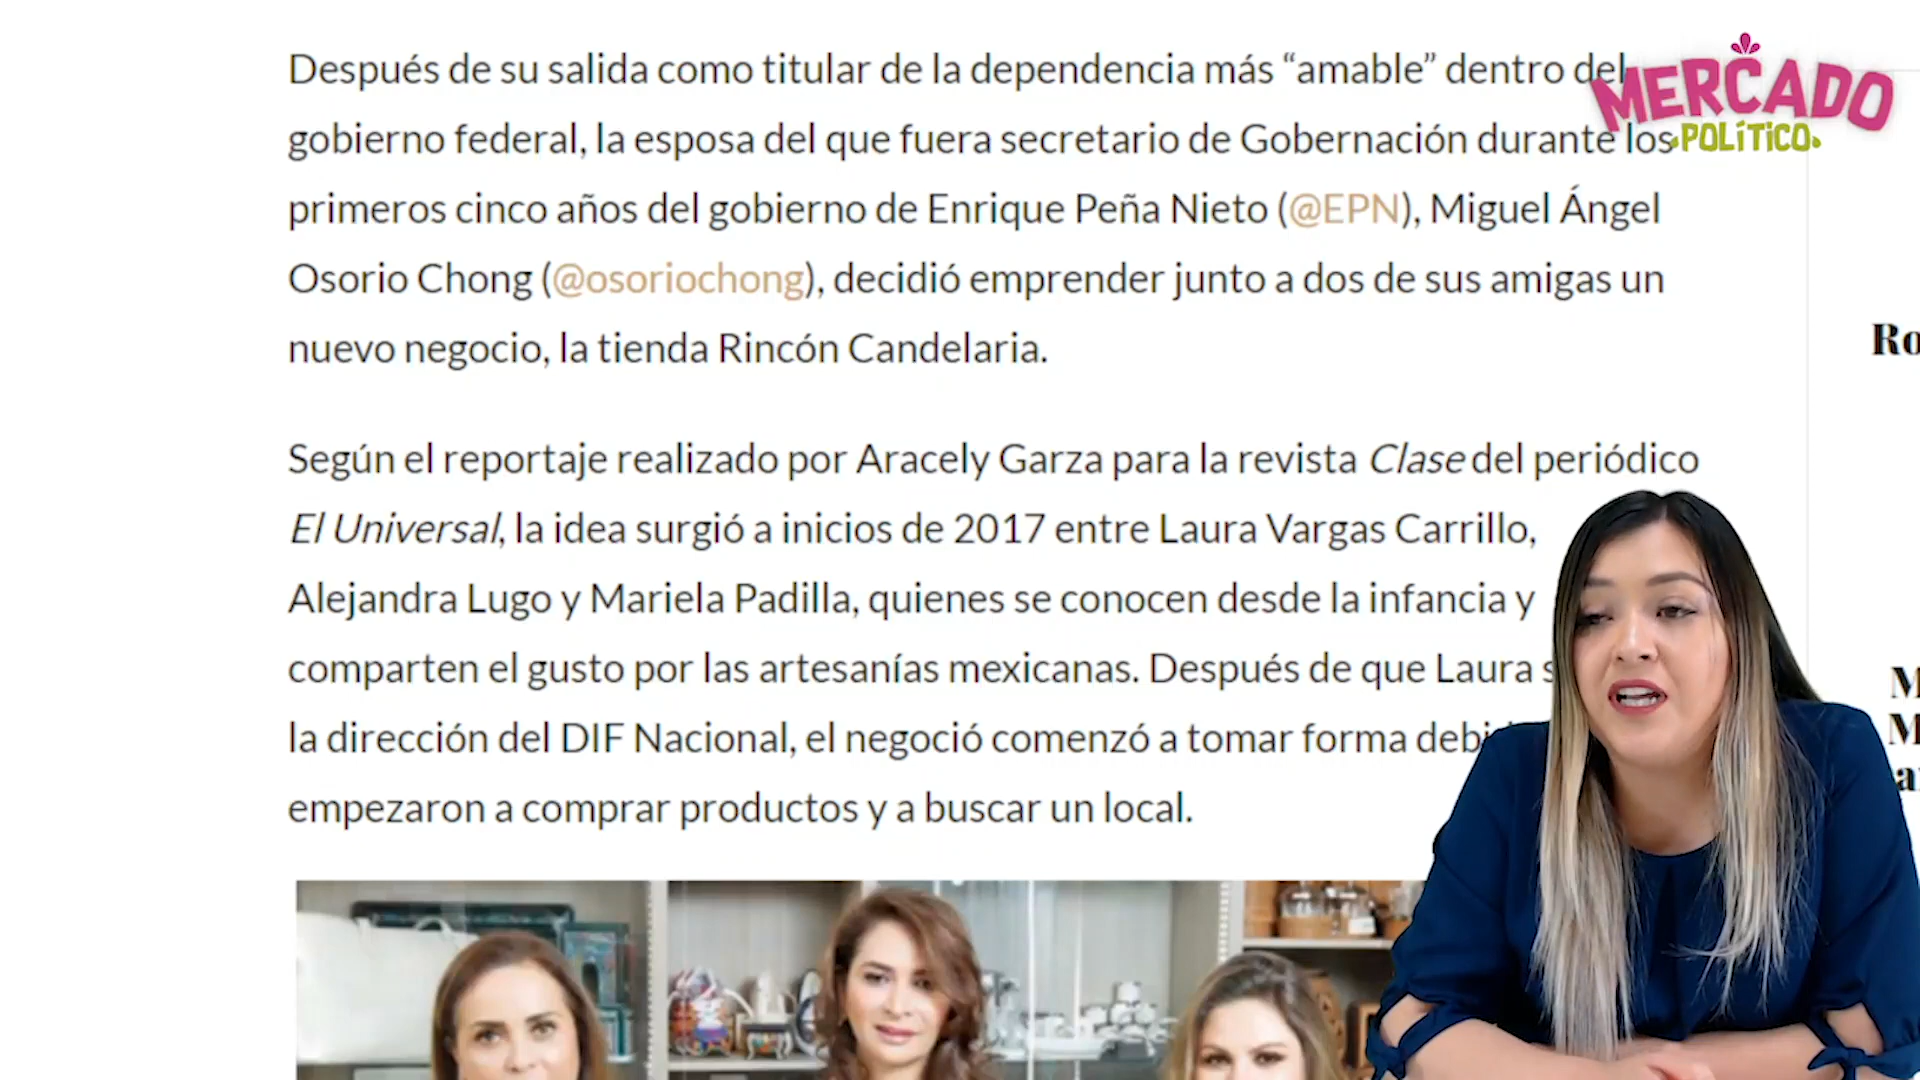 Después de su salida como titular de la dependencia más “amable” dentro del
gobierno federal, la esposa del que fuera secretario de Gobernación durante los
primeros cinco años del gobierno de Enrique Peña Nieto (@EPN), Miguel Ángel
Osorio Chong (@osoriochong), decidió emprender junto a dos de sus amigas un
nuevo negocio, la tienda Rincón Candelaria.
Según el reportaje realizado por Aracely Garza para la revista Clase del periódico
El Universal, la idea surgió a inicios de 2017 entre Laura Vargas Carrillo,
Alejandra Lugo y Mariela Padilla, quienes se conocen desde la infancia y
comparten el gusto por las artesanías mexicanas. Después de que Laura
la dirección del DIF Nacional, el negoció comenzó a tomar forma
empezaron a comprar productos y a buscar un local.
MERCADO
POLÍTICO